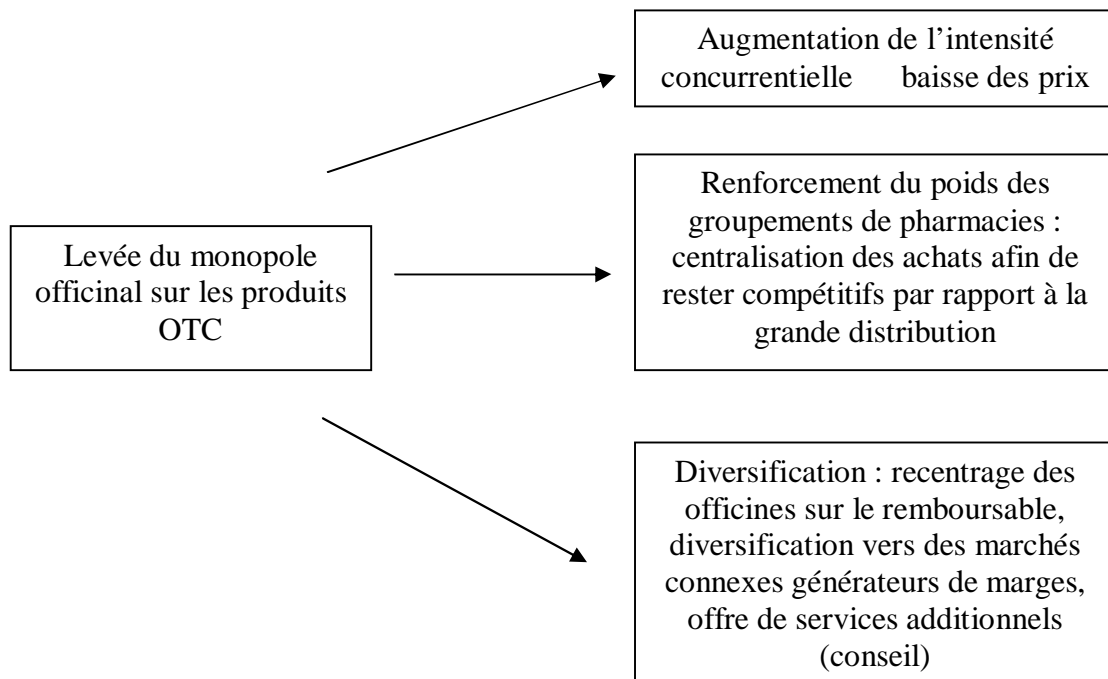 Augmentation de l’intensité
concurrentielle baisse des prix
Renforcement du poids des
groupements de pharmacies :
centralisation des achats afin de
rester compétitifs par rapport à la
grande distribution
Levée du monopole
officinal sur les produits
OTC
Diversification : recentrage des
officines sur le remboursable,
diversification vers des marchés
connexes générateurs de marges,
offre de services additionnels
(conseil)